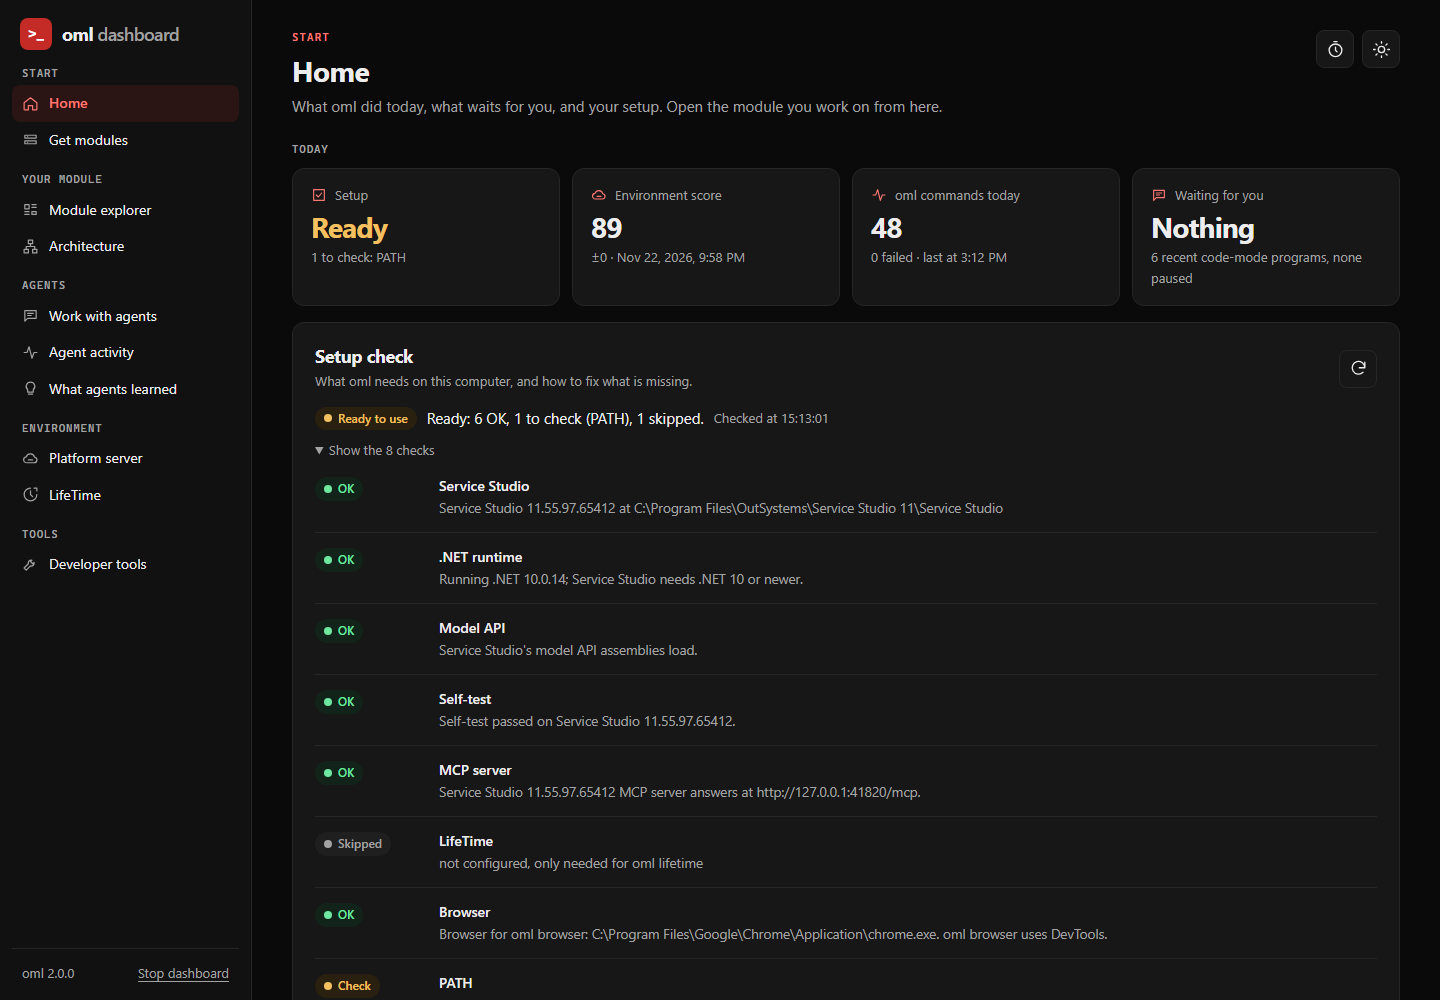 >_ oml dashboard
START
Home
Get modules
YOUR MODULE
Module explorer
Architecture
AGENTS
Work with agents
Agent activity
What agents learned
ENVIRONMENT
Platform server
LifeTime
TOOLS
Developer tools
oml 2.0.0
Stop dashboard
START
Home
What oml did today, what waits for you, and your setup. Open the module you work on from here.
TODAY
Setup
Ready
1 to check: PATH
Environment score
89
±0 · Nov 22, 2026, 9:58 PM
oml commands today
48
0 failed · last at 3:12 PM
Waiting for you
Nothing
6 recent code-mode programs, none
paused
Setup check
What oml needs on this computer, and how to fix what is missing.
Ready to use Ready: 6 OK, 1 to check (PATH), 1 skipped. Checked at 15:13:01
▼ Show the 8 checks
OK Service Studio
Service Studio 11.55.97.65412 at C:\Program Files\OutSystems\Service Studio 11\Service Studio
OK .NET runtime
Running .NET 10.0.14; Service Studio needs .NET 10 or newer.
OK Model API
Service Studio's model API assemblies load.
OK Self-test
Self-test passed on Service Studio 11.55.97.65412.
OK MCP server
Service Studio 11.55.97.65412 MCP server answers at http://127.0.0.1:41820/mcp.
Skipped LifeTime
not configured, only needed for oml lifetime
OK Browser
Browser for oml browser: C:\Program Files\Google\Chrome\Application\chrome.exe. oml browser uses DevTools.
Check PATH